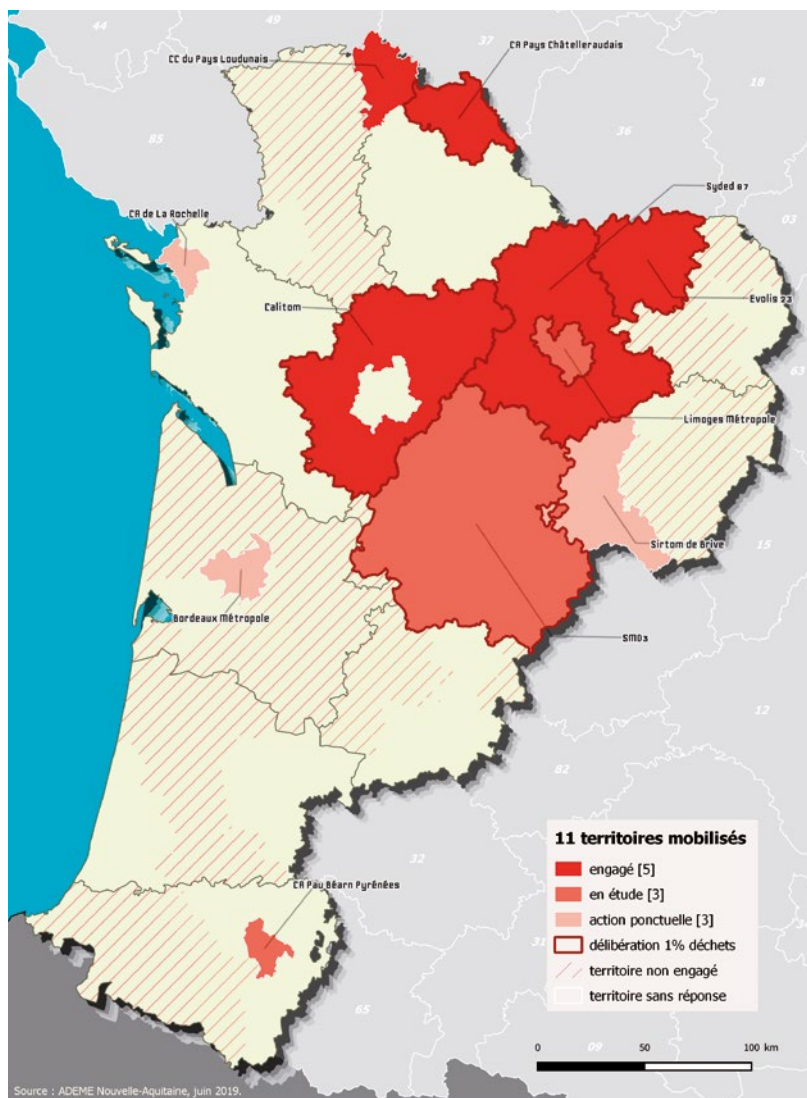 44
49
37
CC du Pays Loudunais
CA Pays Châtelleraudais
18
36
85
Syded 87
03
CA de La Rochelle
Calitom
Evolis 23
63
Limoges Métropole
Sirtom de Brive
15
Bordeaux Métropole
SMD3
12
82
11 territoires mobilisés
engagé [5]
en étude [3]
action ponctuelle [3]
délibération 1% déchets
territoire non engagé
territoire sans réponse
32
31
CA Pau Béarn Pyrénées
65
09
0 50 100 km
Source : ADEME Nouvelle-Aquitaine, juin 2019.